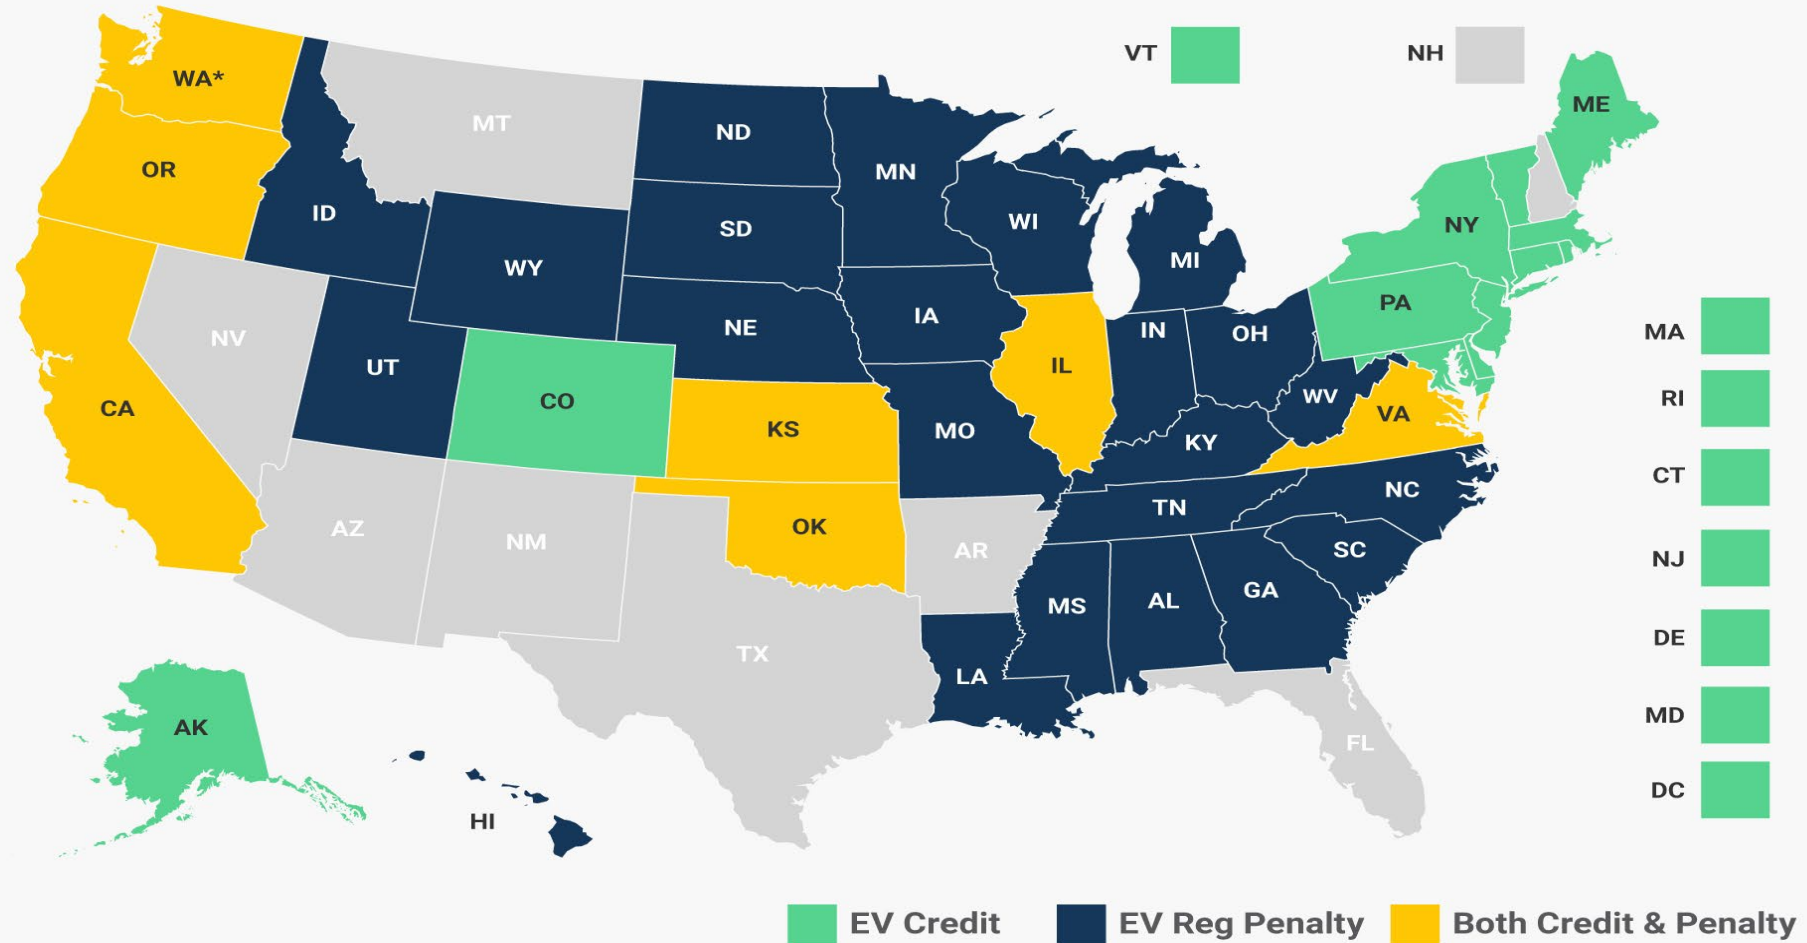 VT
NH
ME
WA*
MT
ND
MN
OR
ID
SD
WI
NY
WY
MI
PA
NV
NE
IA
IN
OH
MA
UT
IL
CO
WV
RI
CA
KS
MO
KY
VA
CT
AZ
NM
OK
AR
TN
NC
NJ
SC
MS
AL
GA
DE
TX
LA
MD
AK
FL
DC
HI
EV Credit
EV Reg Penalty
Both Credit & Penalty